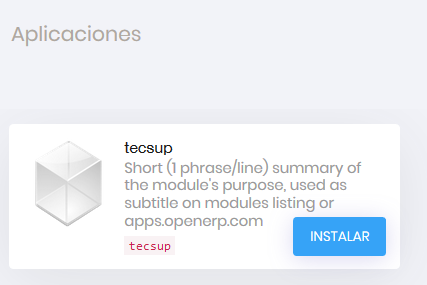 Aplicaciones
tecsup
Short (1 phrase/line) summary of
the module's purpose, used as
subtitle on modules listing or
apps.openerp.com
INSTALAR
tecsup